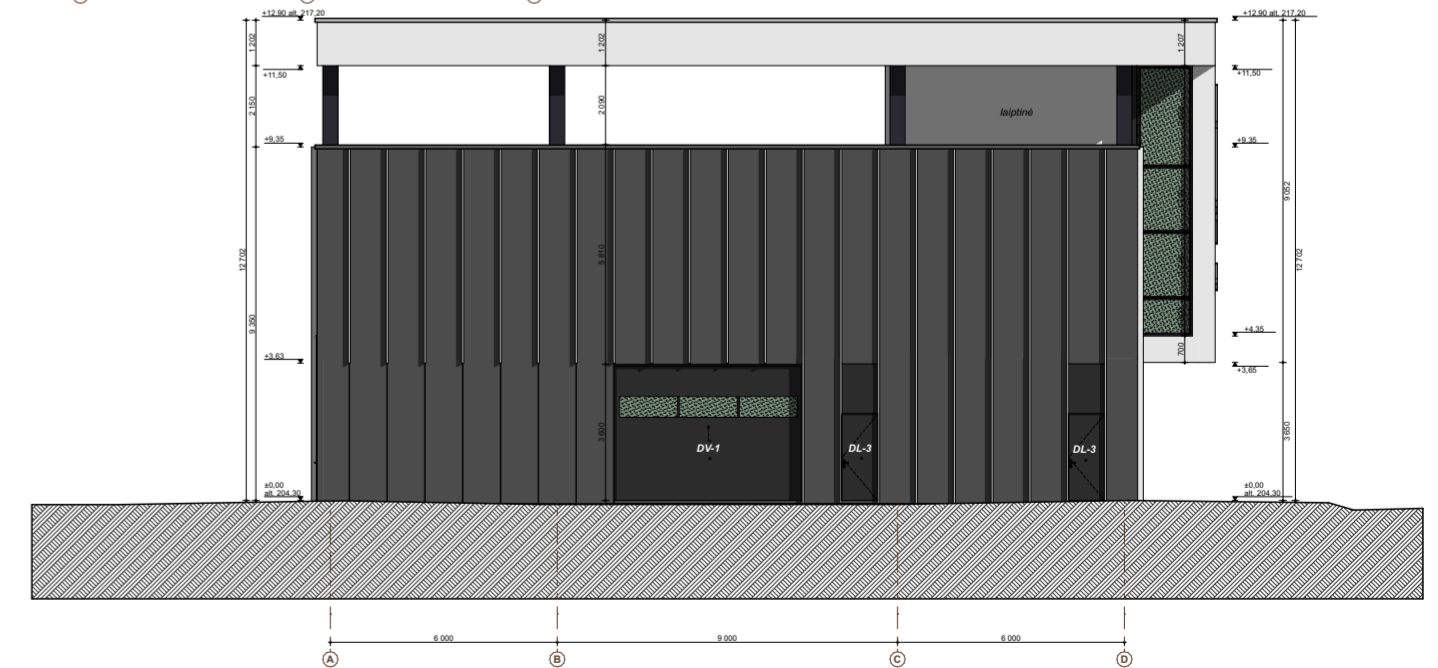 +12.90 alt. 217,20
+12.90 alt. 217,20
1 202
1 202
1 207
+11,50
+11,50
2 150
2 090
laiptinė
+9,35
+9,35
9 052
12 702
12 702
5 810
9 350
+4,35
700
+3.63
+3,65
3 600
3 650
DV-1
DL-3
DL-3
±0,00
alt. 204,30
±0,00
alt. 204,30
6 000
9 000
6 000
A
B
C
D